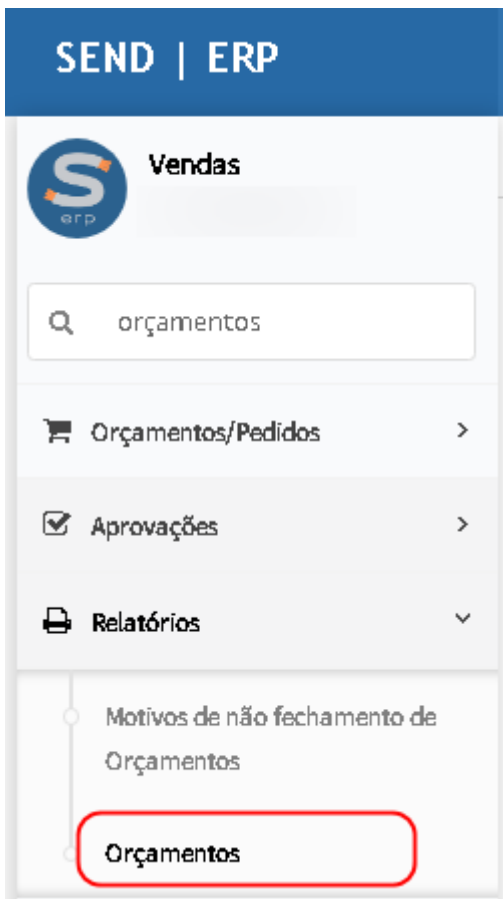 SEND | ERP
Vendas
S
erp
orçamentos
Orçamentos/Pedidos
Aprovações
Relatórios
Motivos de não fechamento de
Orçamentos
Orçamentos